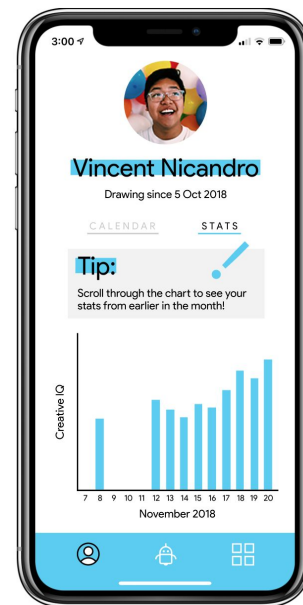 3:00
Vincent Nicandro
Drawing since 5 Oct 2018
CALENDAR STATS
Tip:
Scroll through the chart to see your
stats from earlier in the month!
Creative IQ
7 8 9 10 11 12 13 14 15 16 17 18 19 20
November 2018